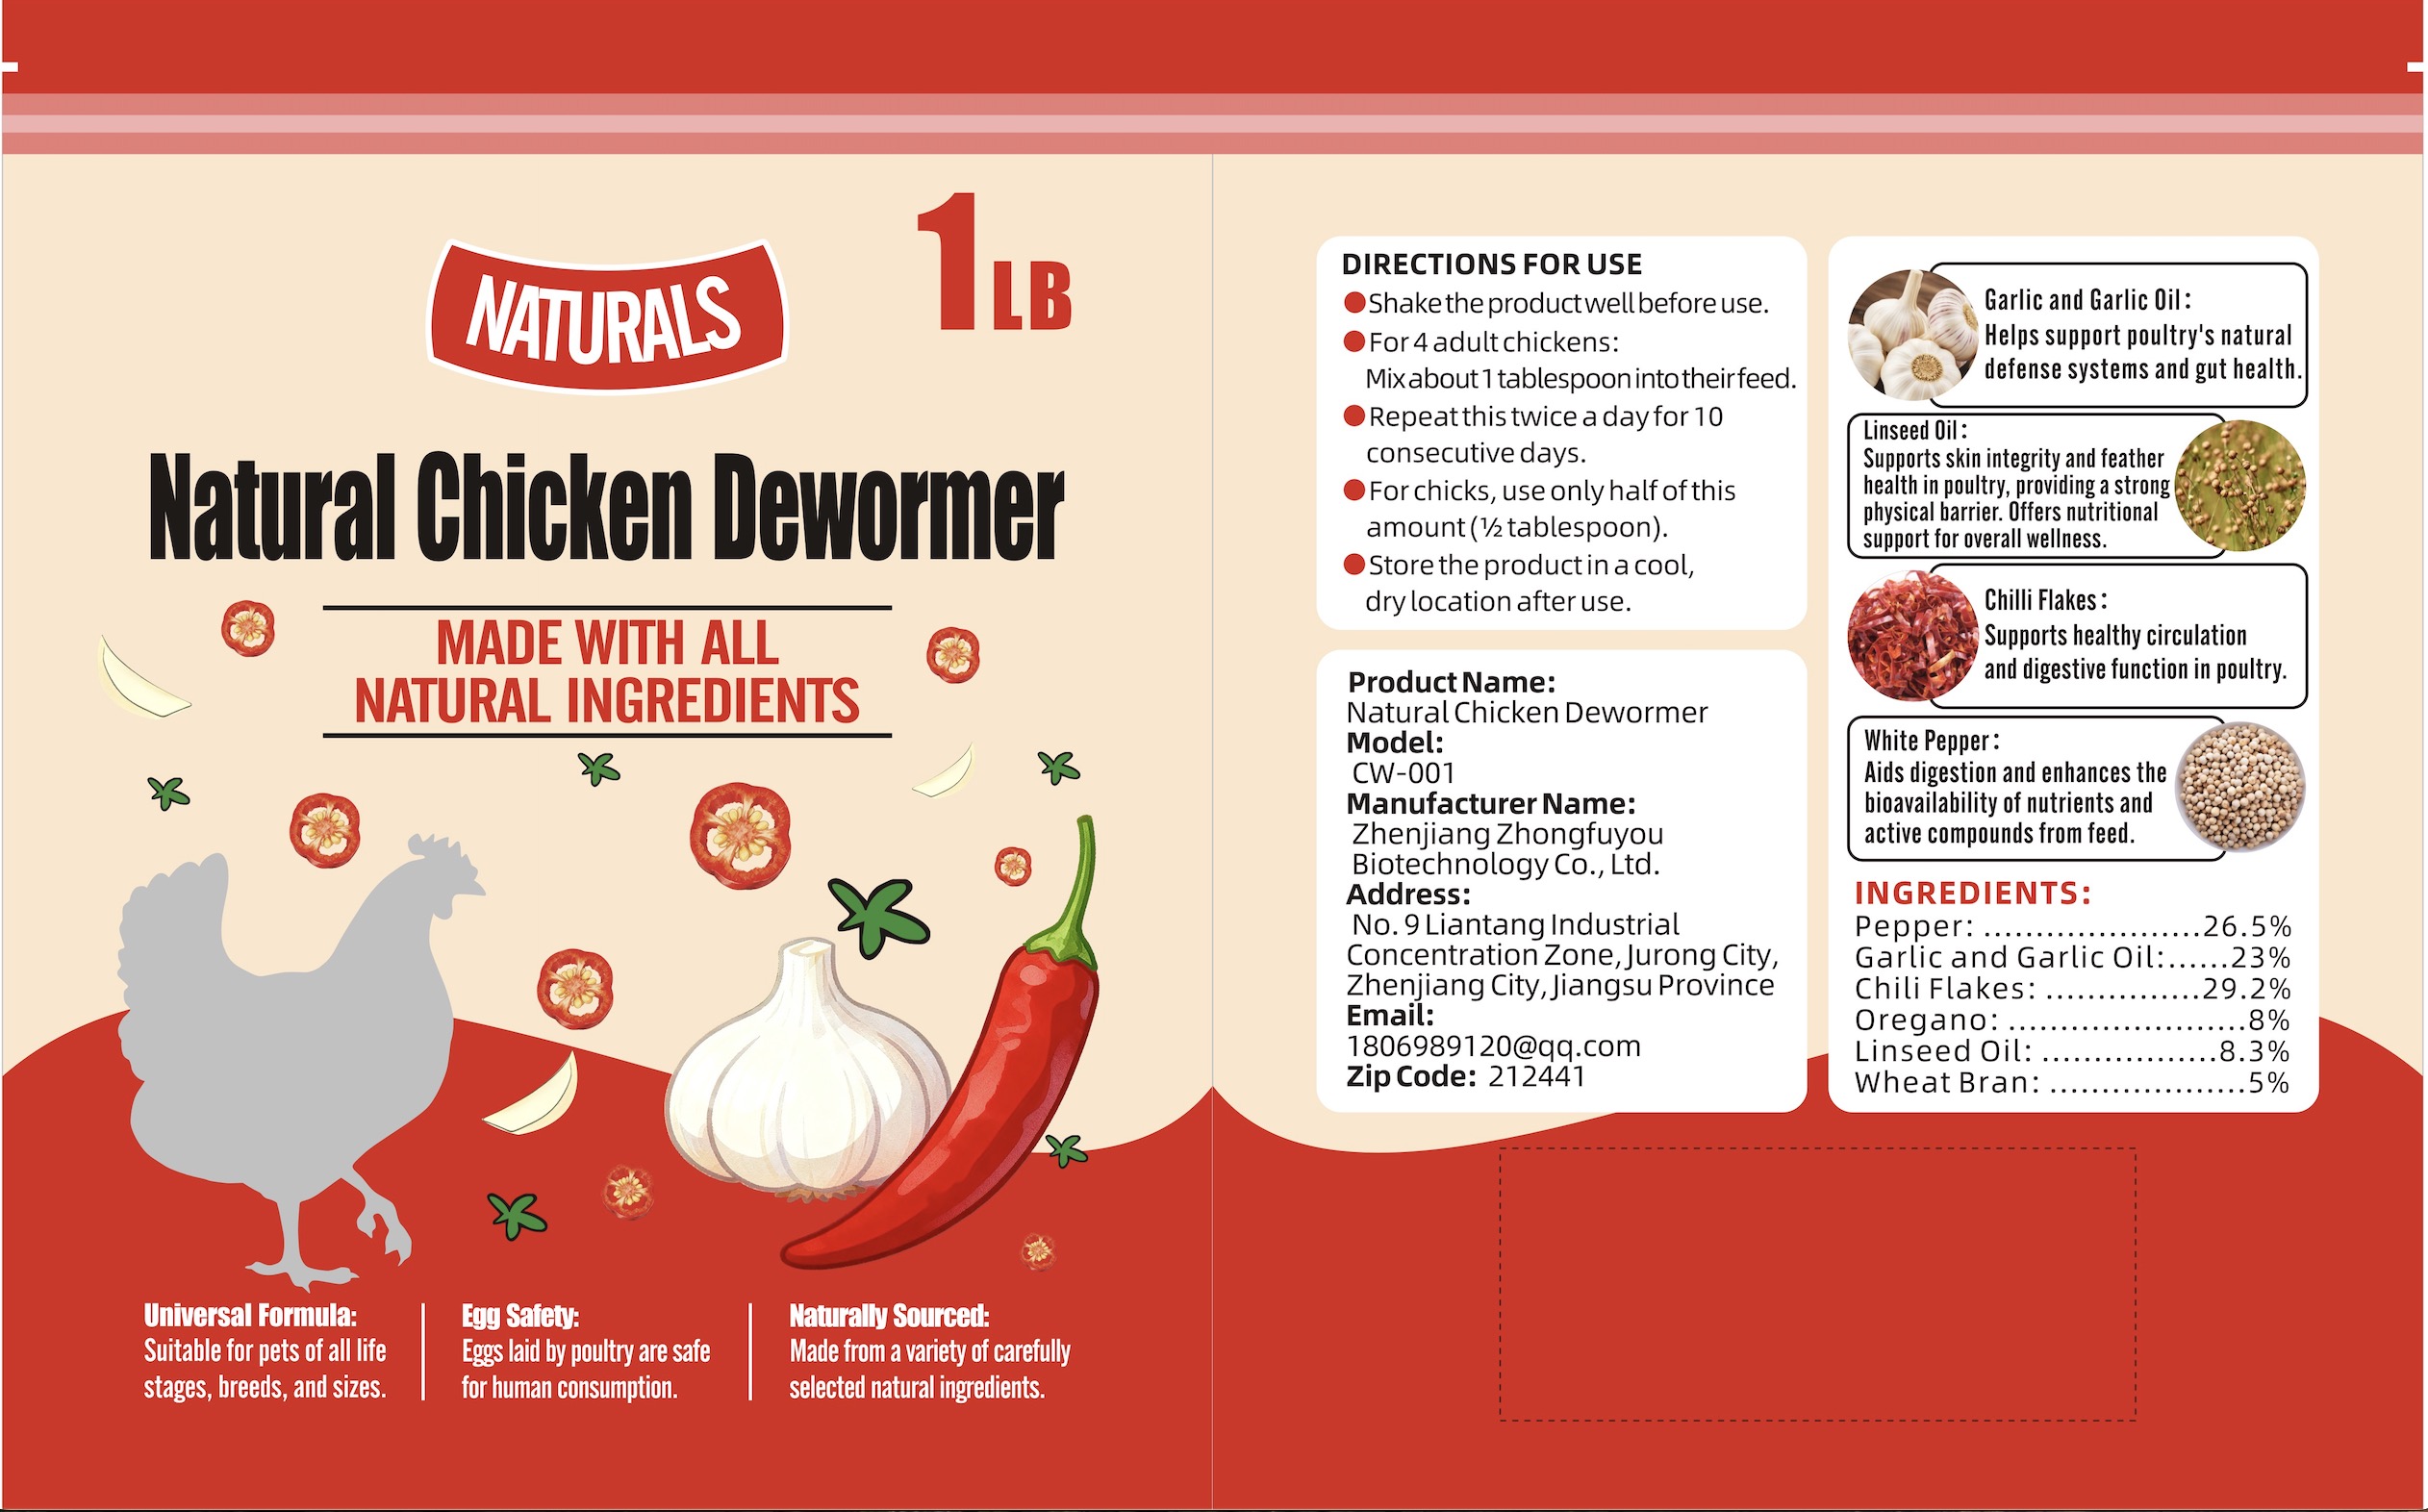 1 LB
NATURALS
Natural Chicken Dewormer
MADE WITH ALL
NATURAL INGREDIENTS
Universal Formula:
Suitable for pets of all life
stages, breeds, and sizes.
Egg Safety:
Eggs laid by poultry are safe
for human consumption.
Naturally Sourced:
Made from a variety of carefully
selected natural ingredients.
DIRECTIONS FOR USE
●Shake the product well before use.
●For 4 adult chickens:
Mix about 1 tablespoon into their feed.
●Repeat this twice a day for 10
consecutive days.
●For chicks, use only half of this
amount (½ tablespoon).
●Store the product in a cool,
dry location after use.
Product Name:
Natural Chicken Dewormer
Model:
CW-001
Manufacturer Name:
Zhenjiang Zhongfuyou
Biotechnology Co., Ltd.
Address:
No. 9 Liantang Industrial
Concentration Zone, Jurong City,
Zhenjiang City, Jiangsu Province
Email:
1806989120@qq.com
Zip Code: 212441
Garlic and Garlic Oil:
Helps support poultry's natural
defense systems and gut health.
Linseed Oil:
Supports skin integrity and feather
health in poultry, providing a strong
physical barrier. Offers nutritional
support for overall wellness.
Chilli Flakes:
Supports healthy circulation
and digestive function in poultry.
White Pepper:
Aids digestion and enhances the
bioavailability of nutrients and
active compounds from feed.
INGREDIENTS:
Pepper: .....................26.5%
Garlic and Garlic Oil:......23%
Chili Flakes: ...............29.2%
Oregano: .......................8%
Linseed Oil: .................8.3%
Wheat Bran: ...................5%